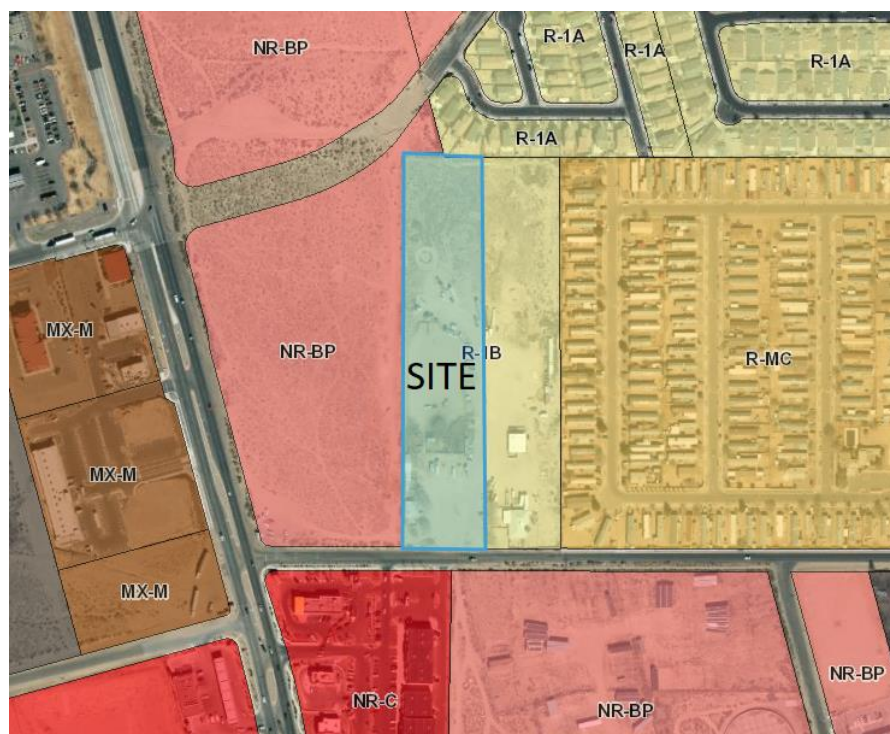 NR-BP
R-1A
R-1A
R-1A
R-1A
MX-M
NR-BP
R-1B
SITE
R-MC
MX-M
MX-M
NR-C
NR-BP
NR-BP